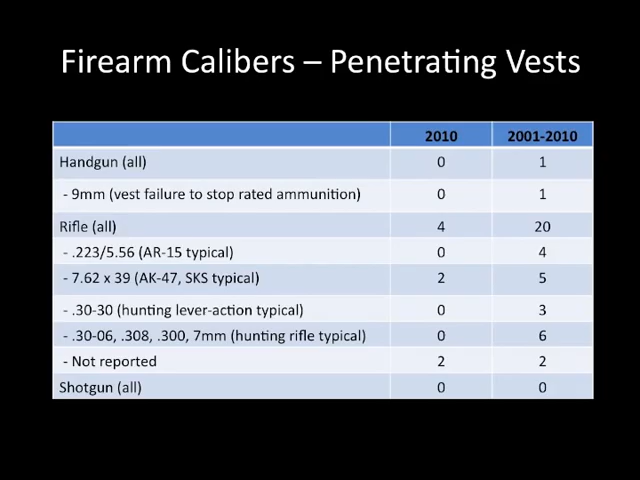 Firearm Calibers – Penetrating Vests
2010 2001-2010
Handgun (all) 0 1
- 9mm (vest failure to stop rated ammunition) 0 1
Rifle (all) 4 20
- .223/5.56 (AR-15 typical) 0 4
- 7.62 x 39 (AK-47, SKS typical) 2 5
- .30-30 (hunting lever-action typical) 0 3
- .30-06, .308, .300, 7mm (hunting rifle typical) 0 6
- Not reported 2 2
Shotgun (all) 0 0